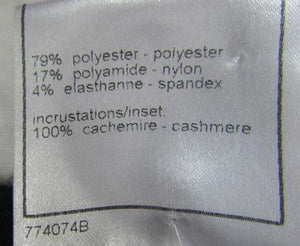 79% polyester - polyester
17% polyamide - nylon
4% elasthanne - spandex
incrustations/inset.
100% cachemire - cashmere
774074B